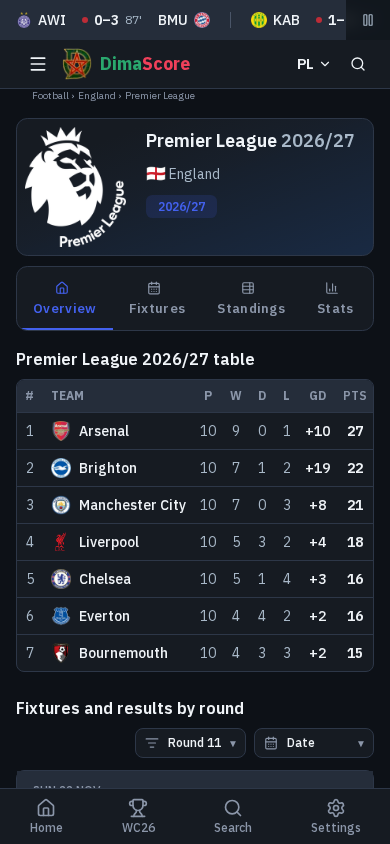 AWI 0–3 87' BMU KAB 1–
DimaScore PL
Football › England › Premier League
Premier League 2026/27
England
2026/27
Premier League
Overview Fixtures Standings Stats
Premier League 2026/27 table
# TEAM P W D L GD PTS
1 Arsenal 10 9 0 1 +10 27
2 Brighton 10 7 1 2 +19 22
3 Manchester City 10 7 0 3 +8 21
4 Liverpool 10 5 3 2 +4 18
5 Chelsea 10 5 1 4 +3 16
6 Everton 10 4 4 2 +2 16
7 Bournemouth 10 4 3 3 +2 15
Fixtures and results by round
Round 11 ▾ Date ▾
Home WC26 Search Settings